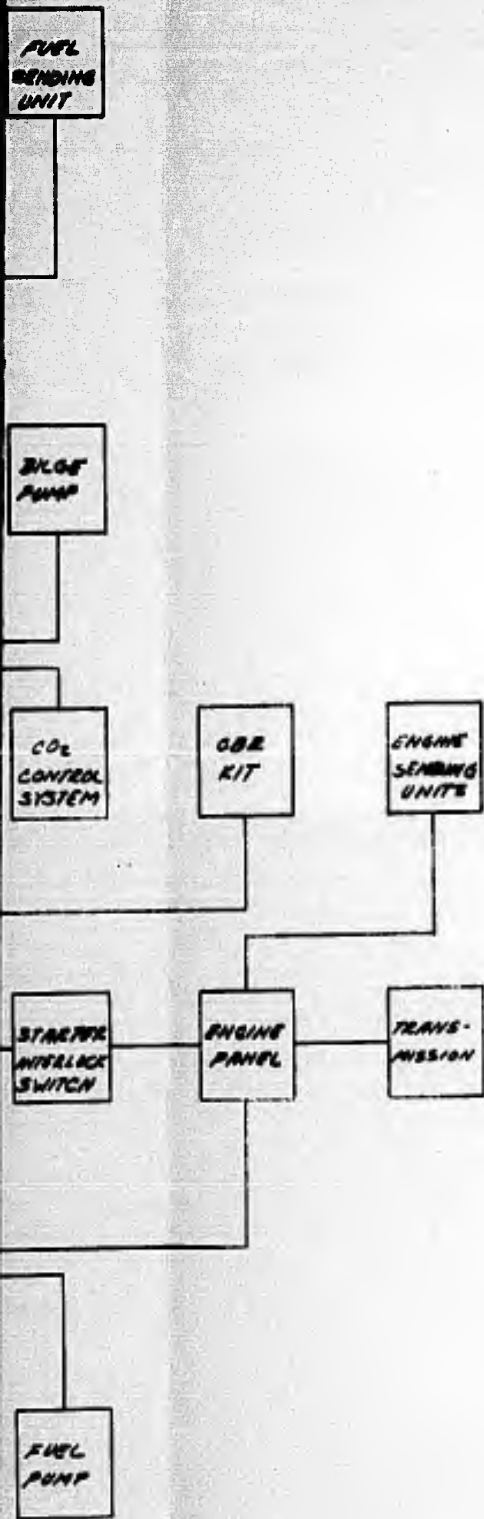 FUEL
SENDING
UNIT
BILGE
PUMP
CO2
CONTROL
SYSTEM
CBR
KIT
ENGINE
SENDING
UNITS
STARTER
INTERLOCK
SWITCH
ENGINE
PANEL
TRANS-
MISSION
FUEL
PUMP